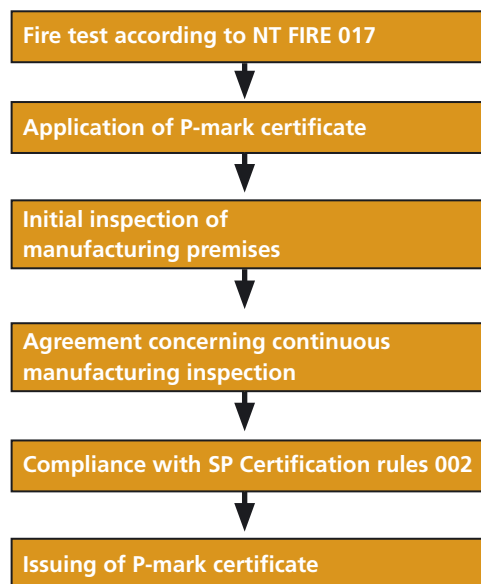 Fire test according to NT FIRE 017
Application of P-mark certificate
Initial inspection of
manufacturing premises
Agreement concerning continuous
manufacturing inspection
Compliance with SP Certification rules 002
Issuing of P-mark certificate